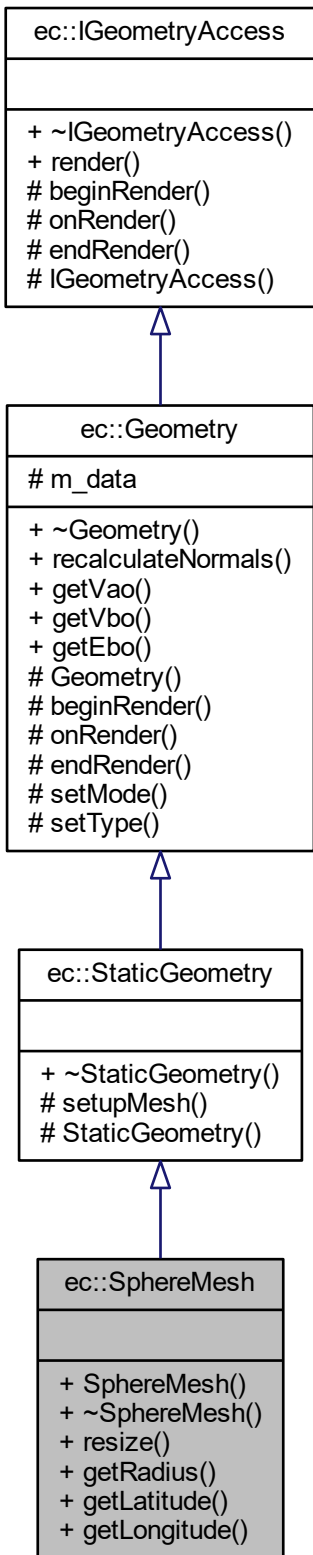 ec::IGeometryAccess
+ ~IGeometryAccess()
+ render()
# beginRender()
# onRender()
# endRender()
# IGeometryAccess()
ec::Geometry
# m_data
+ ~Geometry()
+ recalculateNormals()
+ getVao()
+ getVbo()
+ getEbo()
# Geometry()
# beginRender()
# onRender()
# endRender()
# setMode()
# setType()
ec::StaticGeometry
+ ~StaticGeometry()
# setupMesh()
# StaticGeometry()
ec::SphereMesh
+ SphereMesh()
+ ~SphereMesh()
+ resize()
+ getRadius()
+ getLatitude()
+ getLongitude()